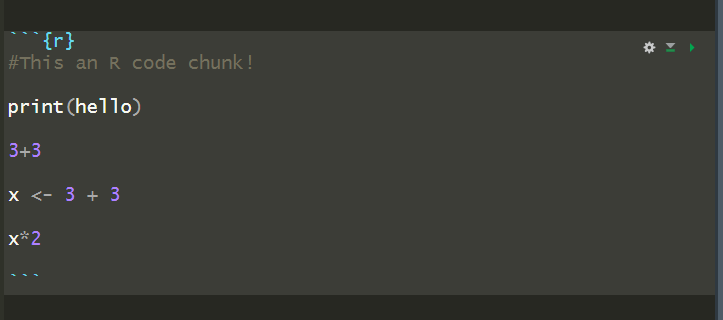 ```{r}
#This an R code chunk!
print(hello)
3+3
x <- 3 + 3
x*2
```